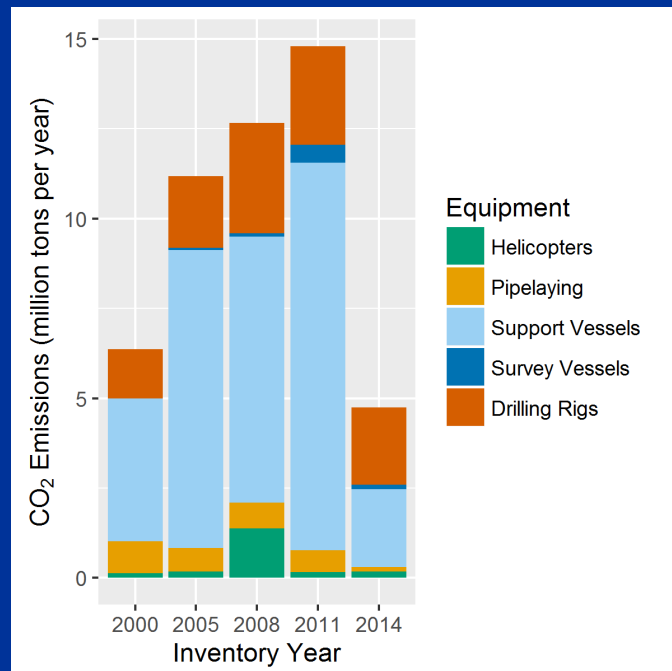 15
10
5
0
CO₂ Emissions (million tons per year)
2000 2005 2008 2011 2014
Inventory Year
Equipment
Helicopters
Pipelaying
Support Vessels
Survey Vessels
Drilling Rigs